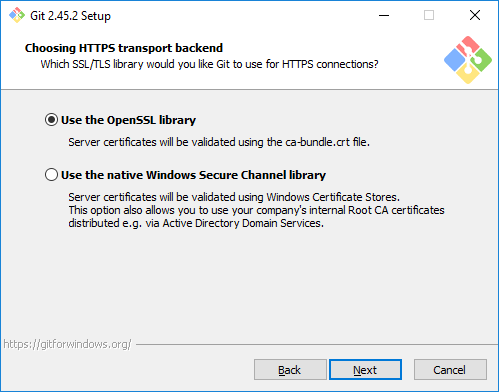 Git 2.45.2 Setup
Choosing HTTPS transport backend
Which SSL/TLS library would you like Git to use for HTTPS connections?
Use the OpenSSL library
Server certificates will be validated using the ca-bundle.crt file.
Use the native Windows Secure Channel library
Server certificates will be validated using Windows Certificate Stores.
This option also allows you to use your company's internal Root CA certificates
distributed e.g. via Active Directory Domain Services.
https://gitforwindows.org/
Back Next Cancel